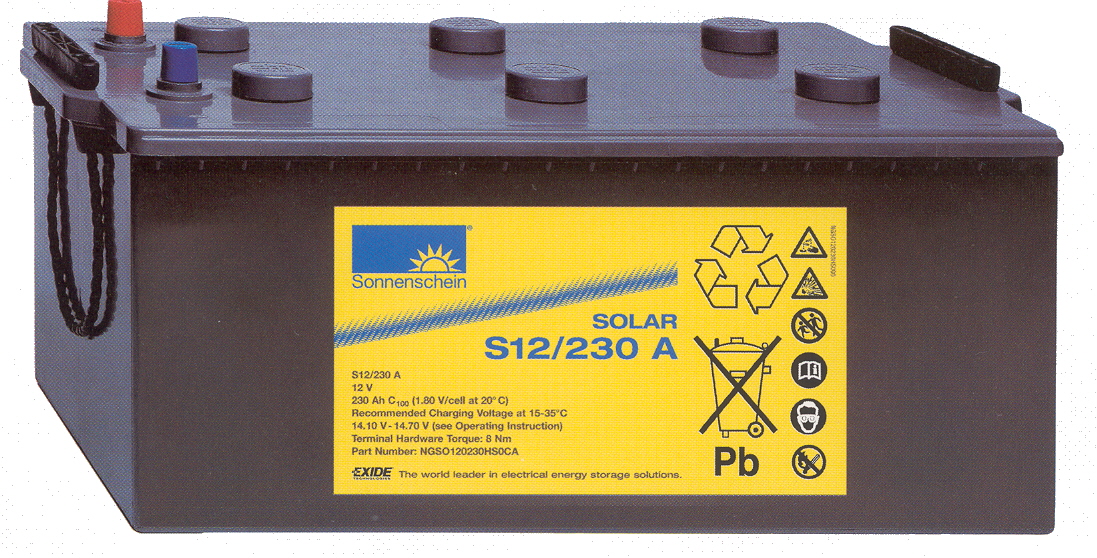 Sonnenschein®
SOLAR
S12/230 A
S12/230 A
12 V
230 Ah C100 (1.80 V/cell at 20°C)
Recommended Charging Voltage at 15-35°C
14.10 V - 14.70 V (see Operating Instruction)
Terminal Hardware Torque: 8 Nm
Part Number: NGSO120230HS0CA
EXIDE
TECHNOLOGIES
The world leader in electrical energy storage solutions.
Pb